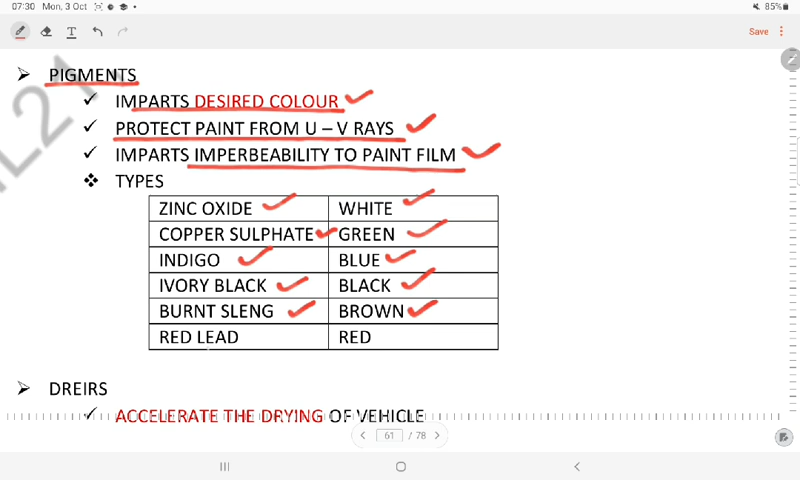 07:30 Mon, 3 Oct
85%
T
Save
➤ PIGMENTS
✓ IMPARTS DESIRED COLOUR
✓ PROTECT PAINT FROM U – V RAYS
✓ IMPARTS IMPERBEABILITY TO PAINT FILM
❖ TYPES
ZINC OXIDE WHITE
COPPER SULPHATE GREEN
INDIGO BLUE
IVORY BLACK BLACK
BURNT SLENG BROWN
RED LEAD RED
➤ DREIRS
✓ ACCELERATE THE DRYING OF VEHICLE
61 / 78